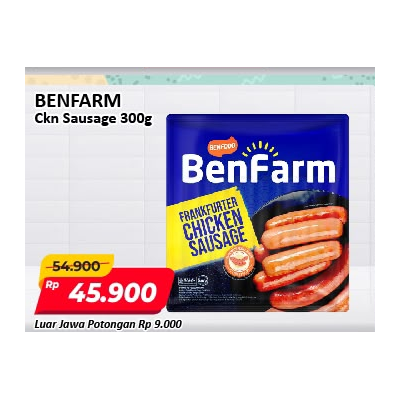 BENFARM
Ckn Sausage 300g
BENFOOD
BenFarm
FRANKFURTER
CHICKEN
SAUSAGE
54.900
Rp 45.900
Luar Jawa Potongan Rp 9.000